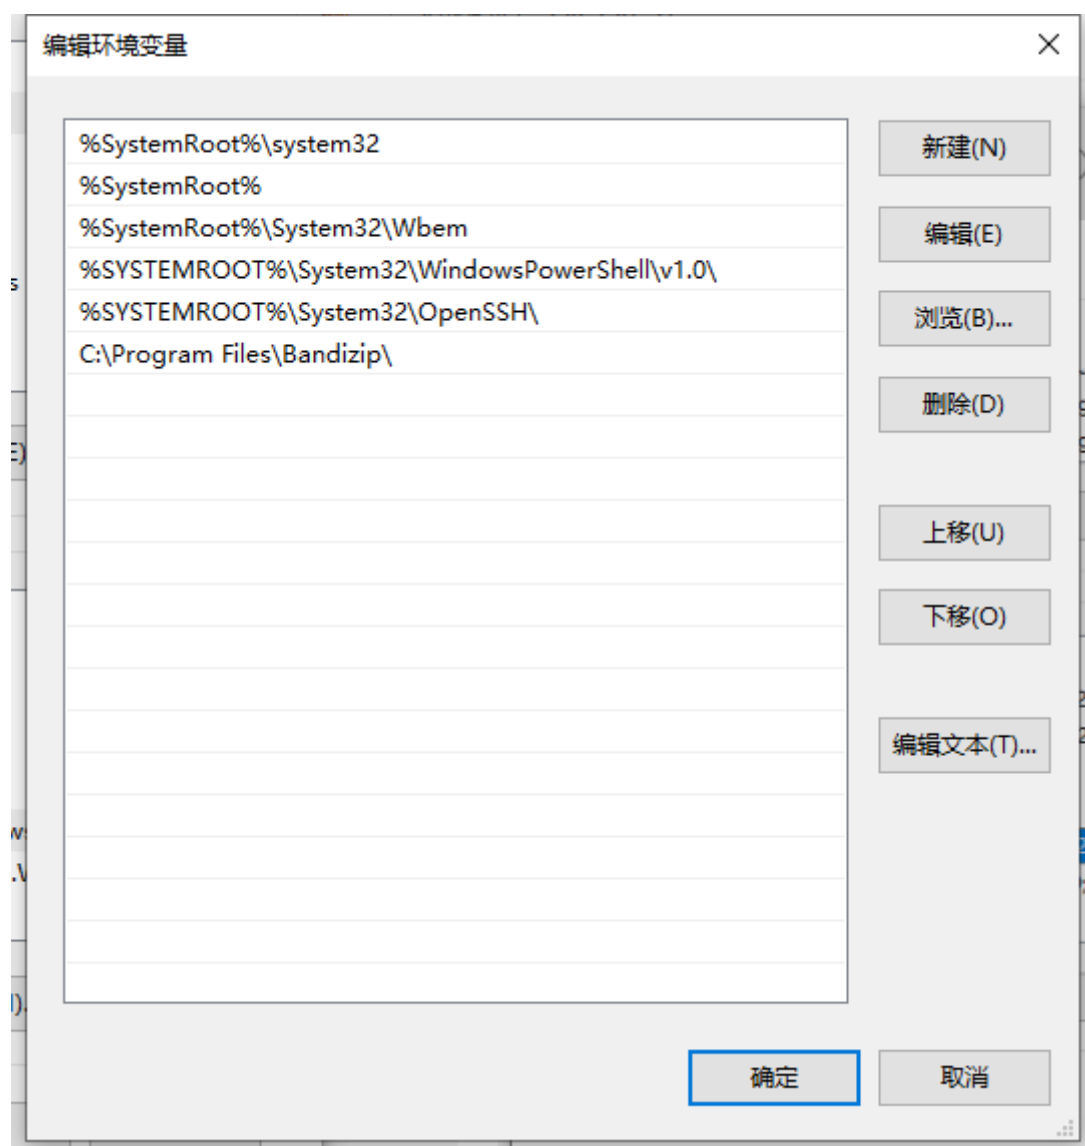 编辑环境变量
%SystemRoot%\system32
%SystemRoot%
%SystemRoot%\System32\Wbem
%SYSTEMROOT%\System32\WindowsPowerShell\v1.0\
%SYSTEMROOT%\System32\OpenSSH\
C:\Program Files\Bandizip\
新建(N)
编辑(E)
浏览(B)...
删除(D)
上移(U)
下移(O)
编辑文本(T)...
确定
取消